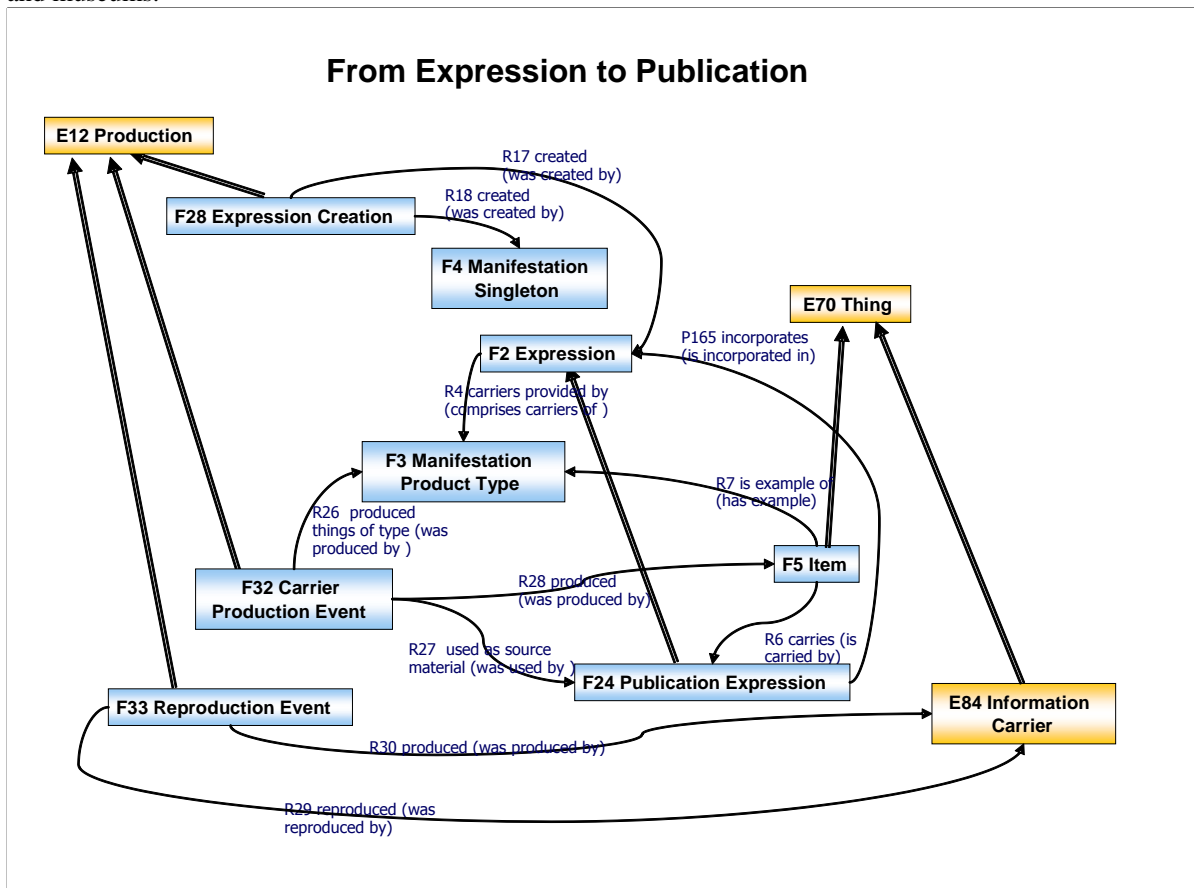 and museums.
From Expression to Publication
E12 Production
R17 created
(was created by)
R18 created
(was created by)
F28 Expression Creation
F4 Manifestation
Singleton
E70 Thing
P165 incorporates
(is incorporated in)
F2 Expression
R4 carriers provided by
(comprises carriers of )
F3 Manifestation
Product Type
R7 is example of
(has example)
R26  produced
things of type (was
produced by )
F5 Item
F32 Carrier
Production Event
R28 produced
(was produced by)
R6 carries (is
carried by)
R27  used as source
material (was used by )
F24 Publication Expression
F33 Reproduction Event
E84 Information
Carrier
R30 produced (was produced by)
R29 reproduced (was
reproduced by)